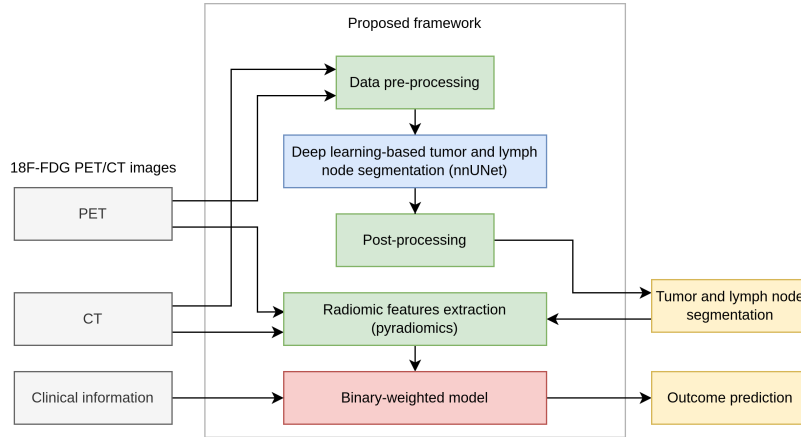 Proposed framework
Data pre-processing
Deep learning-based tumor and lymph
node segmentation (nnUNet)
18F-FDG PET/CT images
PET
Post-processing
CT
Radiomic features extraction
(pyradiomics)
Tumor and lymph node
segmentation
Clinical information
Binary-weighted model
Outcome prediction